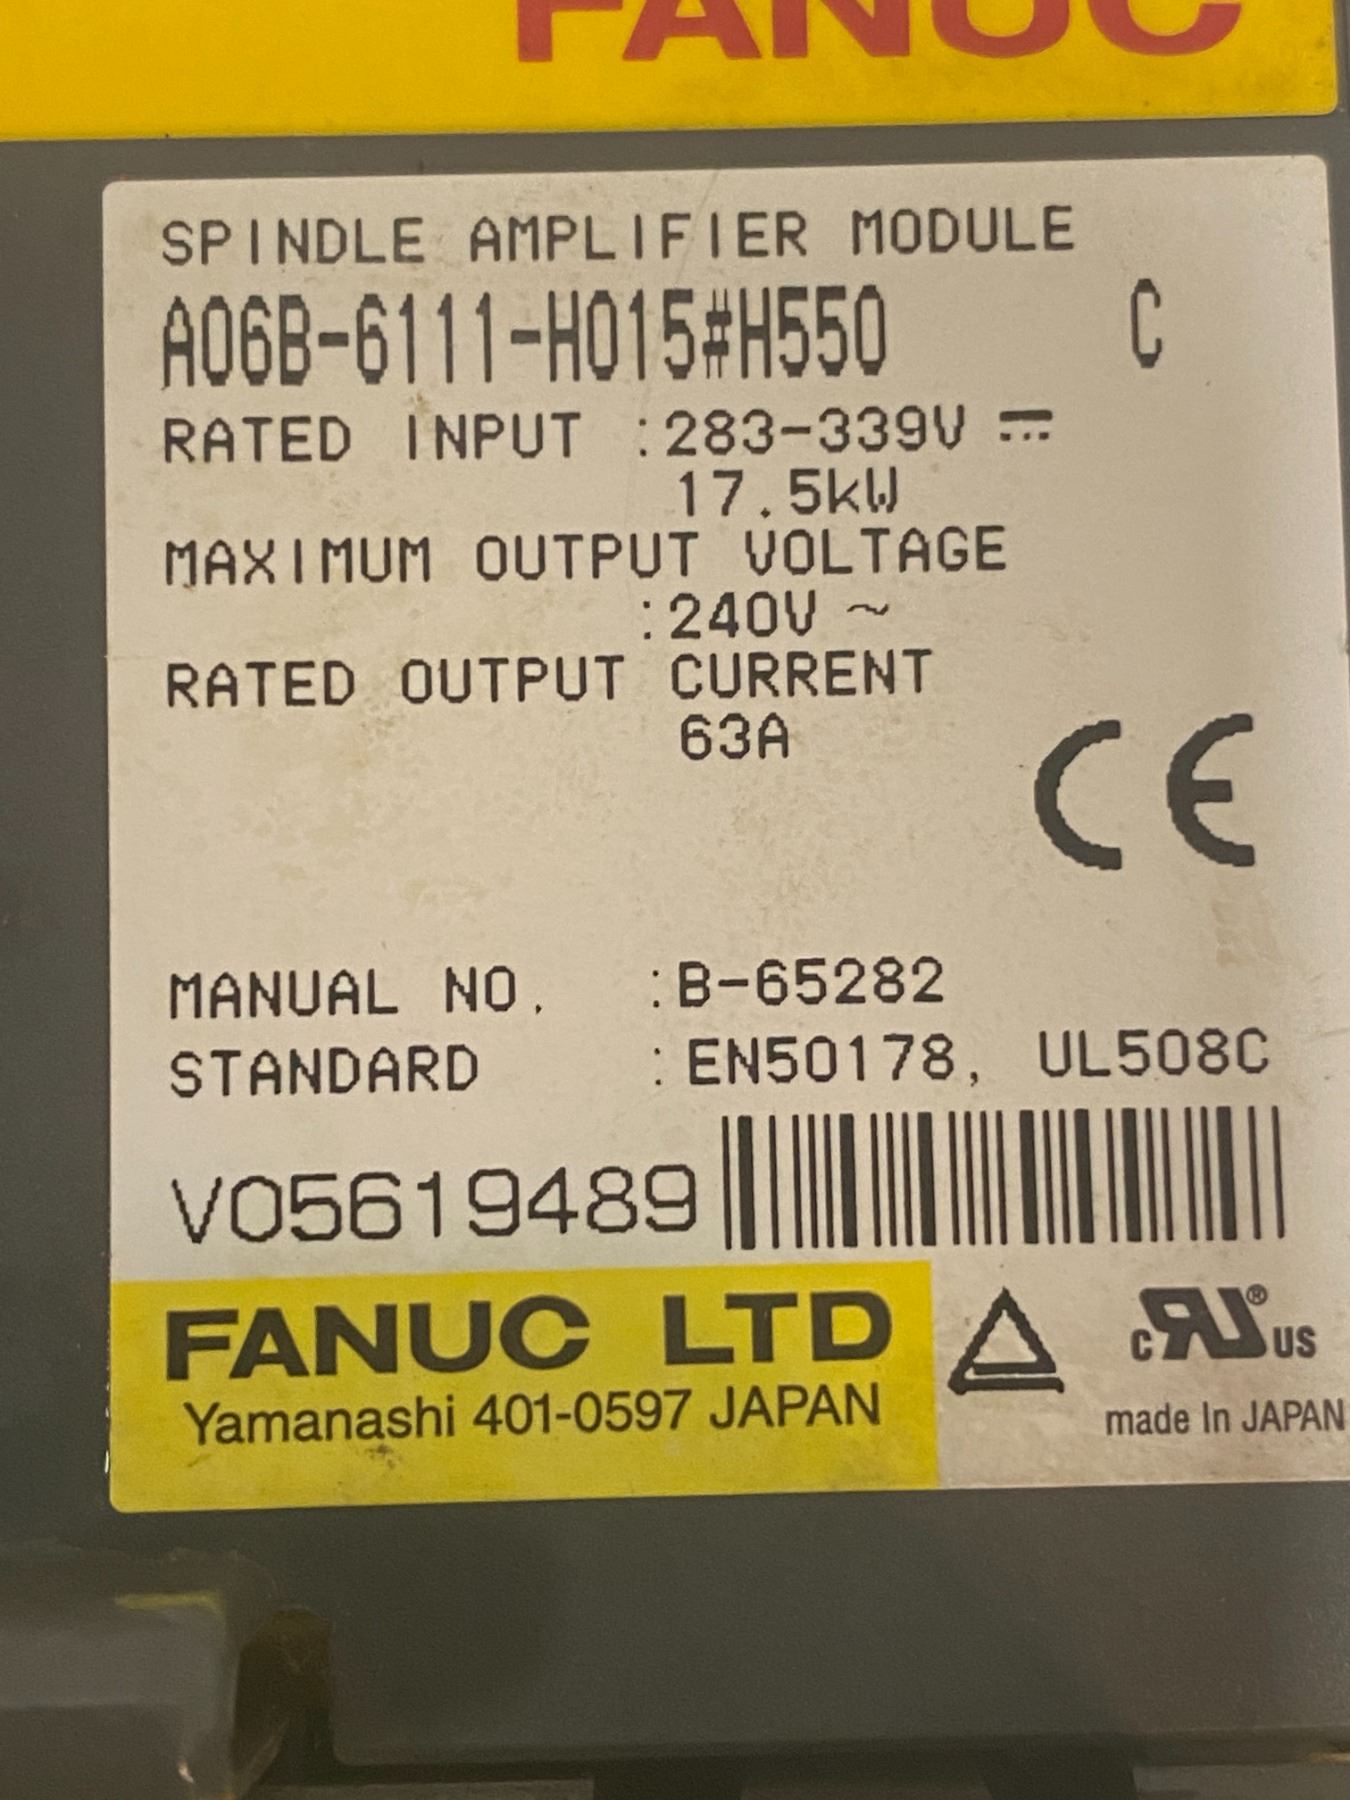 FANUC
SPINDLE AMPLIFIER MODULE
A06B-6111-H015#H550 C
RATED INPUT :283-339V ⎓
17.5kW
MAXIMUM OUTPUT VOLTAGE
:240V ~
RATED OUTPUT CURRENT
63A
CE
MANUAL NO. :B-65282
STANDARD :EN50178, UL508C
V05619489
FANUC LTD
Yamanashi 401-0597 JAPAN
c RU ® US
made In JAPAN